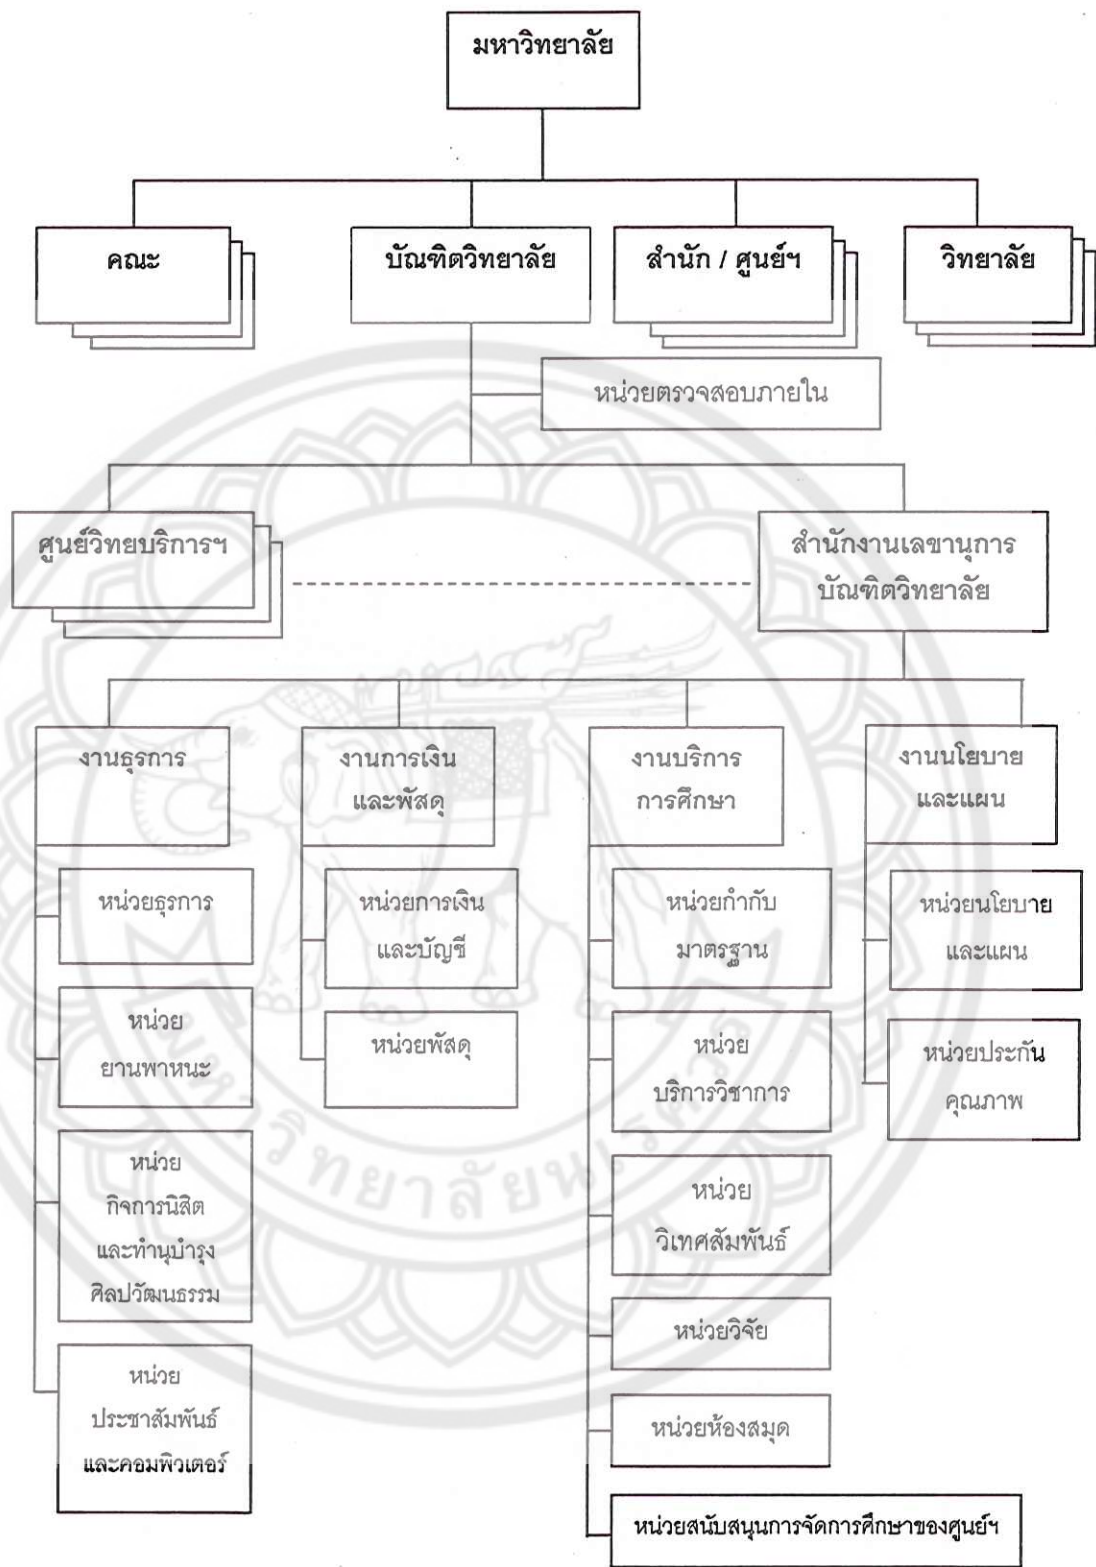 มหาวิทยาลัย
คณะ
บัณฑิตวิทยาลัย
สำนัก / ศูนย์ฯ
วิทยาลัย
หน่วยตรวจสอบภายใน
ศูนย์วิทยบริการฯ
สำนักงานเลขานุการ
บัณฑิตวิทยาลัย
งานธุรการ
งานการเงิน
และพัสดุ
งานบริการ
การศึกษา
งานนโยบาย
และแผน
หน่วยธุรการ
หน่วย
ยานพาหนะ
หน่วย
กิจการนิสิต
และทำนุบำรุง
ศิลปวัฒนธรรม
หน่วย
ประชาสัมพันธ์
และคอมพิวเตอร์
หน่วยการเงิน
และบัญชี
หน่วยพัสดุ
หน่วยกำกับ
มาตรฐาน
หน่วย
บริการวิชาการ
หน่วย
วิเทศสัมพันธ์
หน่วยวิจัย
หน่วยห้องสมุด
หน่วยสนับสนุนการจัดการศึกษาของศูนย์ฯ
หน่วยนโยบาย
และแผน
หน่วยประกัน
คุณภาพ
มหาวิทยาลัยนเรศวร